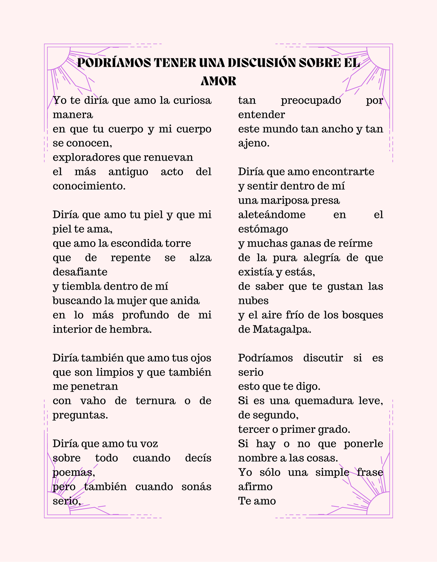 PODRÍAMOS TENER UNA DISCUSIÓN SOBRE EL
AMOR
Yo te diría que amo la curiosa
manera
en que tu cuerpo y mi cuerpo
se conocen,
exploradores que renuevan
el más antiguo acto del
conocimiento.
Diría que amo tu piel y que mi
piel te ama,
que amo la escondida torre
que de repente se alza
desafiante
y tiembla dentro de mí
buscando la mujer que anida
en lo más profundo de mi
interior de hembra.
Diría también que amo tus ojos
que son limpios y que también
me penetran
con vaho de ternura o de
preguntas.
Diría que amo tu voz
sobre todo cuando decís
poemas,
pero también cuando sonás
serio,
tan preocupado por
entender
este mundo tan ancho y tan
ajeno.
Diría que amo encontrarte
y sentir dentro de mí
una mariposa presa
aleteándome en el
estómago
y muchas ganas de reírme
de la pura alegría de que
existía y estás,
de saber que te gustan las
nubes
y el aire frío de los bosques
de Matagalpa.
Podríamos discutir si es
serio
esto que te digo.
Si es una quemadura leve,
de segundo,
tercer o primer grado.
Si hay o no que ponerle
nombre a las cosas.
Yo sólo una simple frase
afirmo
Te amo